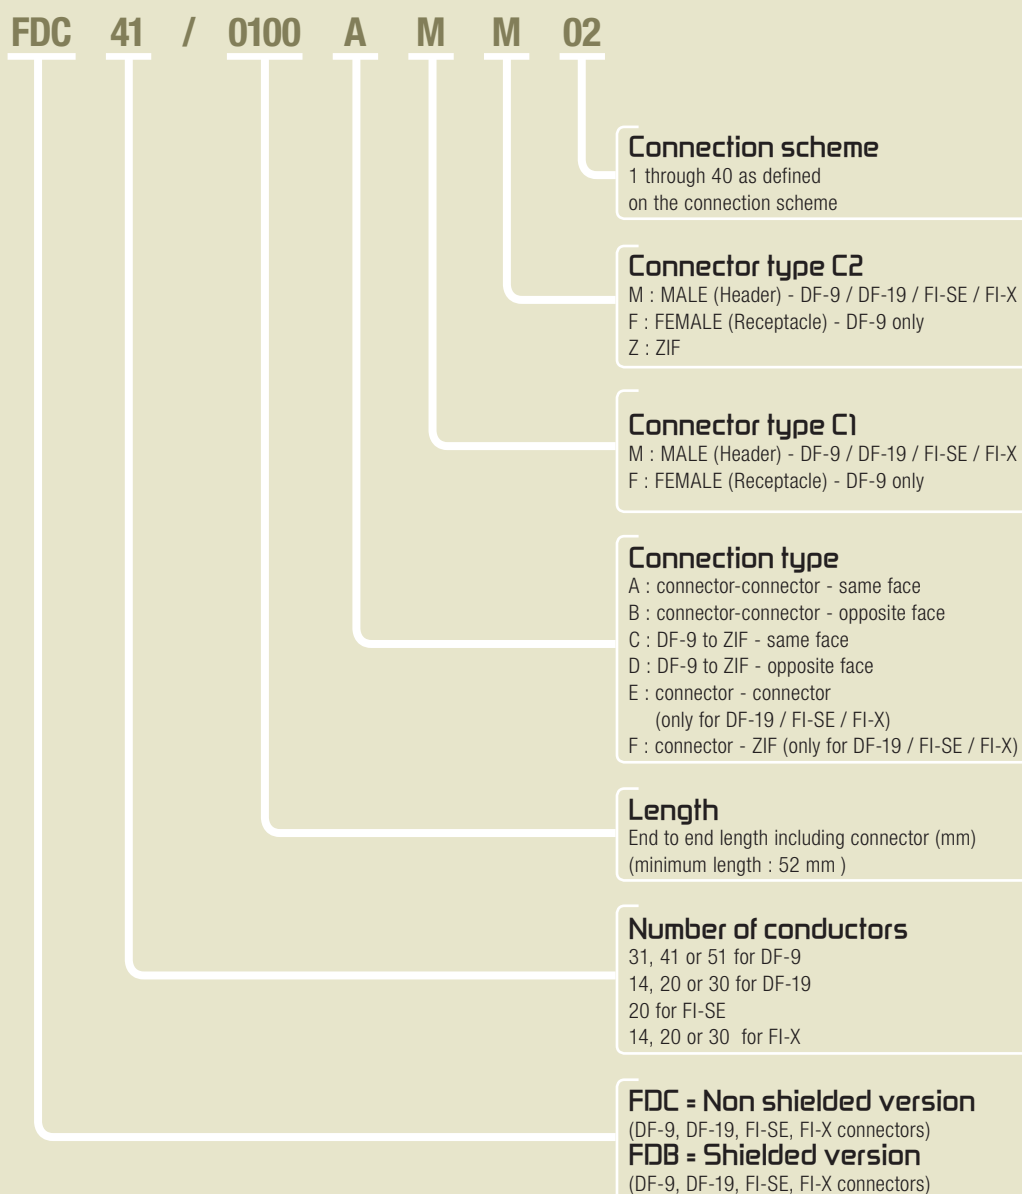 FDC 41 / 0100 A M M 02
Connection scheme
1 through 40 as defined
on the connection scheme
Connector type C2
M : MALE (Header) - DF-9 / DF-19 / FI-SE / FI-X
F : FEMALE (Receptacle) - DF-9 only
Z : ZIF
Connector type C1
M : MALE (Header) - DF-9 / DF-19 / FI-SE / FI-X
F : FEMALE (Receptacle) - DF-9 only
Connection type
A : connector-connector - same face
B : connector-connector - opposite face
C : DF-9 to ZIF - same face
D : DF-9 to ZIF - opposite face
E : connector - connector
(only for DF-19 / FI-SE / FI-X)
F : connector - ZIF (only for DF-19 / FI-SE / FI-X)
Length
End to end length including connector (mm)
(minimum length : 52 mm )
Number of conductors
31, 41 or 51 for DF-9
14, 20 or 30 for DF-19
20 for FI-SE
14, 20 or 30 for FI-X
FDC = Non shielded version
(DF-9, DF-19, FI-SE, FI-X connectors)
FDB = Shielded version
(DF-9, DF-19, FI-SE, FI-X connectors)